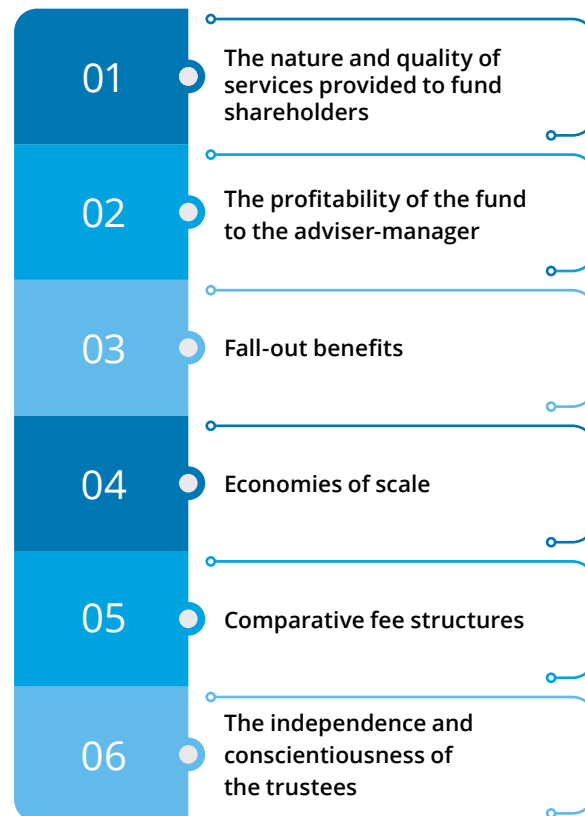 01
The nature and quality of
services provided to fund
shareholders
02
The profitability of the fund
to the adviser-manager
03
Fall-out benefits
04
Economies of scale
05
Comparative fee structures
06
The independence and
conscientiousness of
the trustees